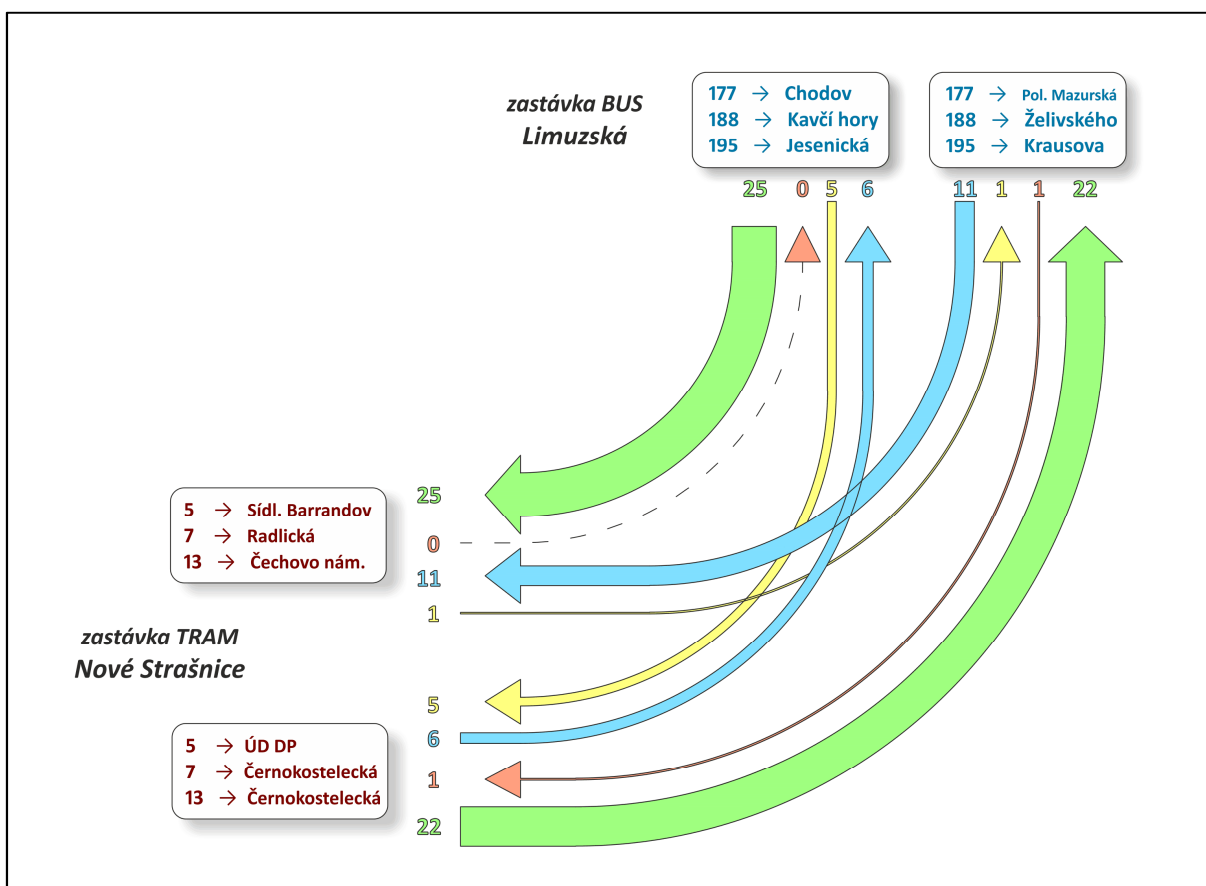 zastávka BUS
Limuzská
177 → Chodov
188 → Kavčí hory
195 → Jesenická
177 → Pol. Mazurská
188 → Želivského
195 → Krausova
25 0 5 6
11 1 1 22
5 → Sídl. Barrandov
7 → Radlická
13 → Čechovo nám.
25
0
11
1
zastávka TRAM
Nové Strašnice
5 → ÚD DP
7 → Černokostelecká
13 → Černokostelecká
5
6
1
22